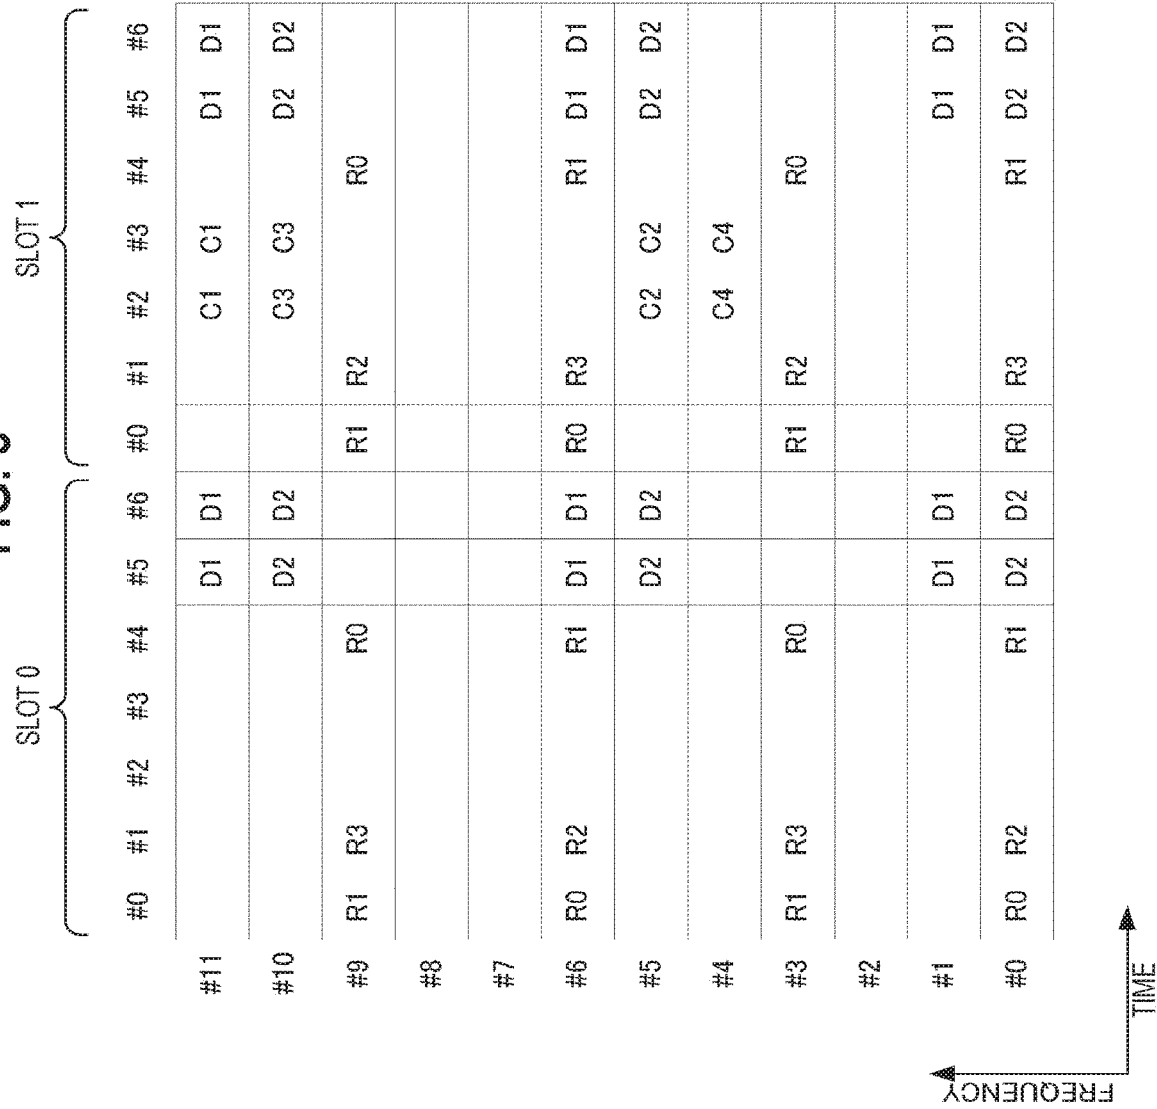 SLOT 0 SLOT 1
#0 #1 #2 #3 #4 #5 #6 #0 #1 #2 #3 #4 #5 #6
#11 D1 D1 C1 C1 D1 D1
#10 D2 D2 C3 C3 D2 D2
#9 R1 R3 R0 R1 R2 R0
#8
#7
#6 R0 R2 R1 D1 D1 R0 R3 R1 D1 D1
#5 D2 D2 C2 C2 D2 D2
#4 C4 C4
#3 R1 R3 R0 R1 R2 R0
#2
#1 D1 D1 D1 D1
#0 R0 R2 R1 D2 D2 R0 R3 R1 D2 D2
FREQUENCY
TIME